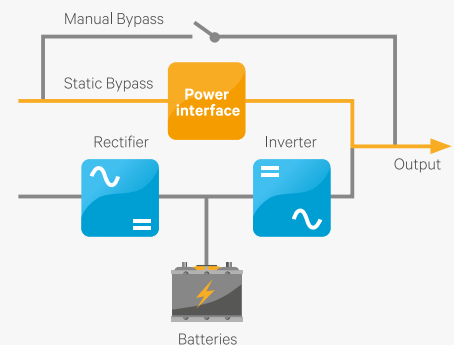 Manual Bypass
Static Bypass
Power
interface
Rectifier
Inverter
Output
Batteries